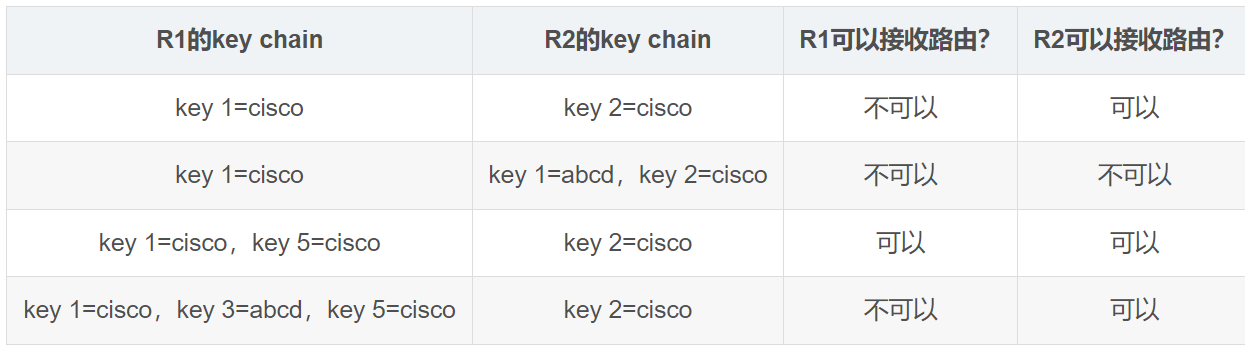 R1的key chain R2的key chain R1可以接收路由? R2可以接收路由?
key 1=cisco key 2=cisco 不可以 可以
key 1=cisco key 1=abcd，key 2=cisco 不可以 不可以
key 1=cisco，key 5=cisco key 2=cisco 可以 可以
key 1=cisco，key 3=abcd，key 5=cisco key 2=cisco 不可以 可以